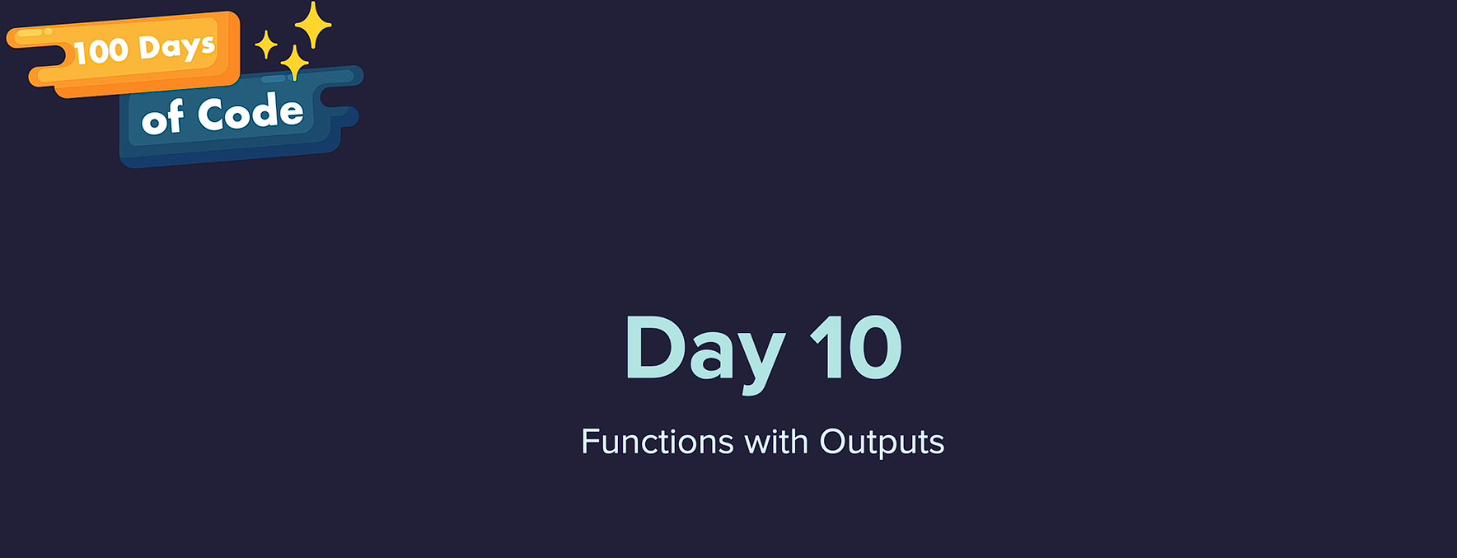 100 Days
of Code
Day 10
Functions with Outputs